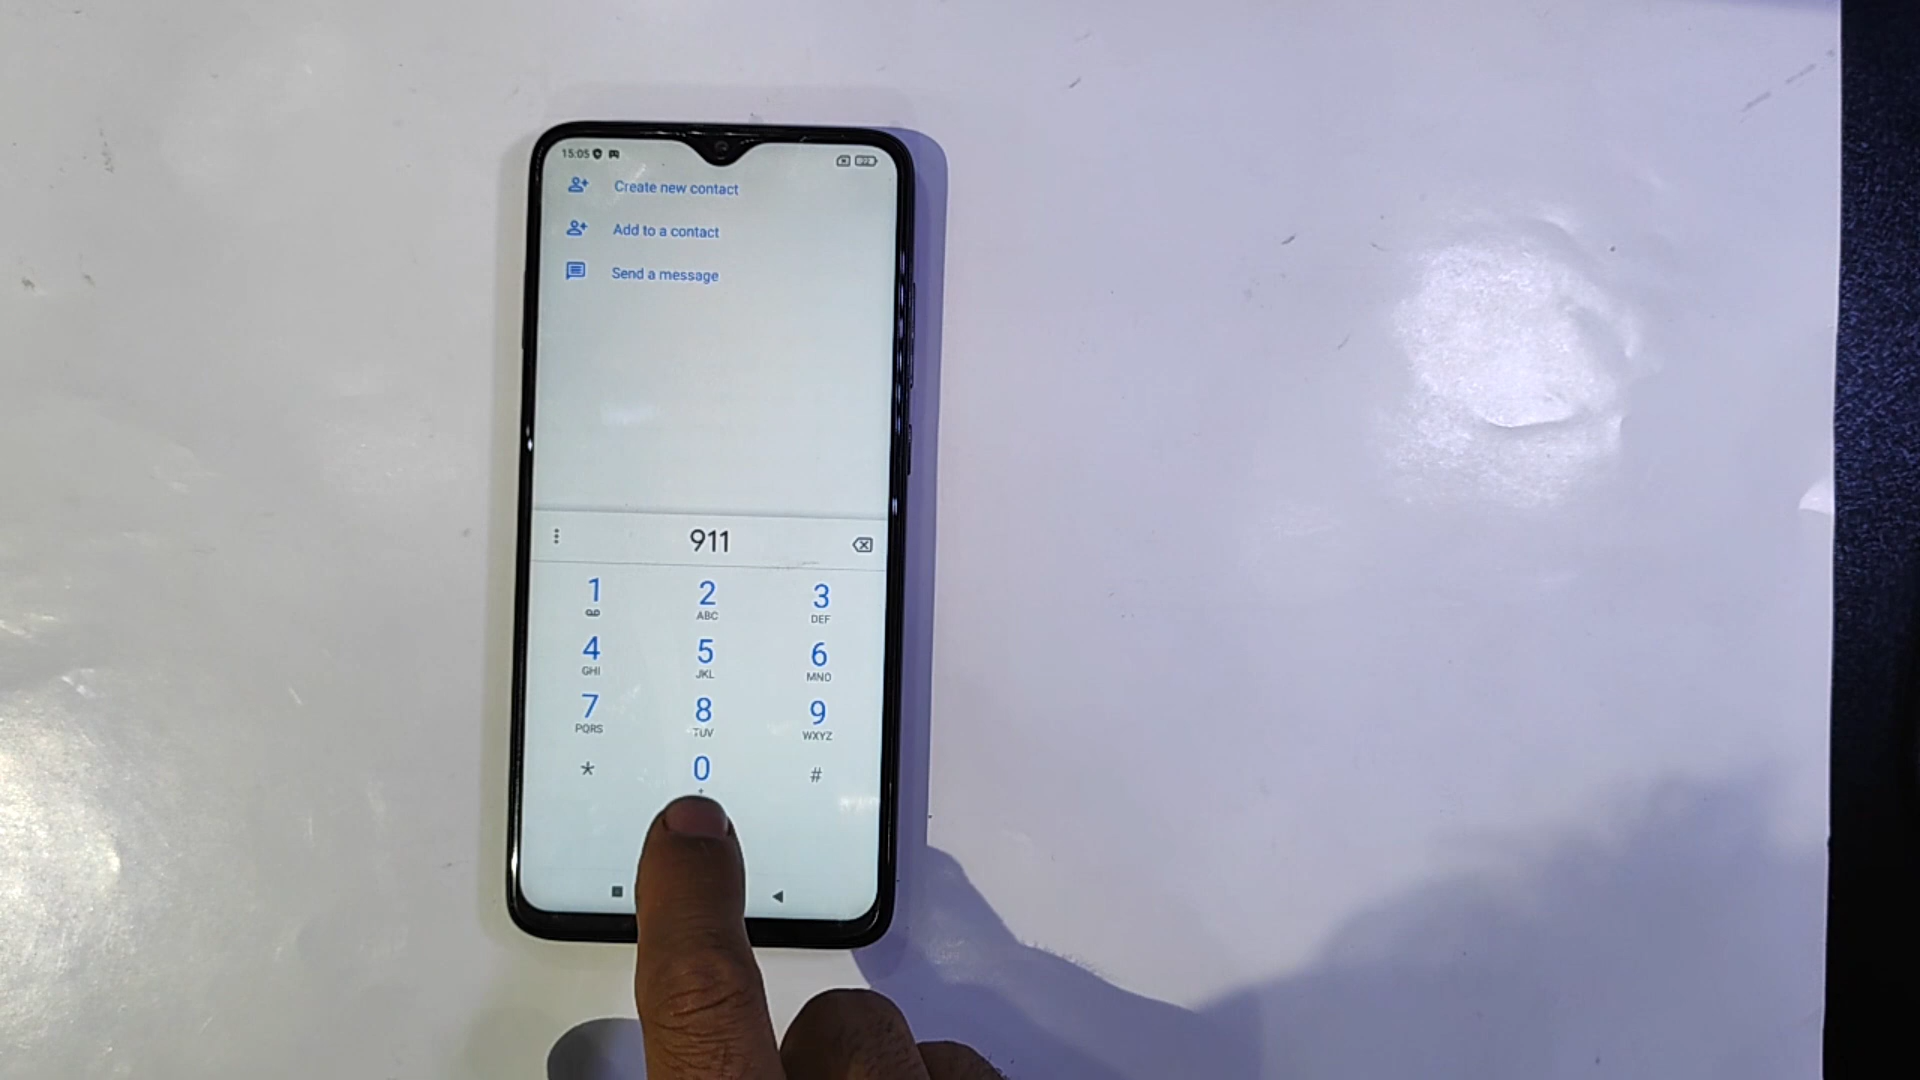 15:05
Create new contact
Add to a contact
Send a message
911
1 2 3
ABC DEF
4 5 6
GHI JKL MNO
7 8 9
PQRS TUV WXYZ
* 0 #